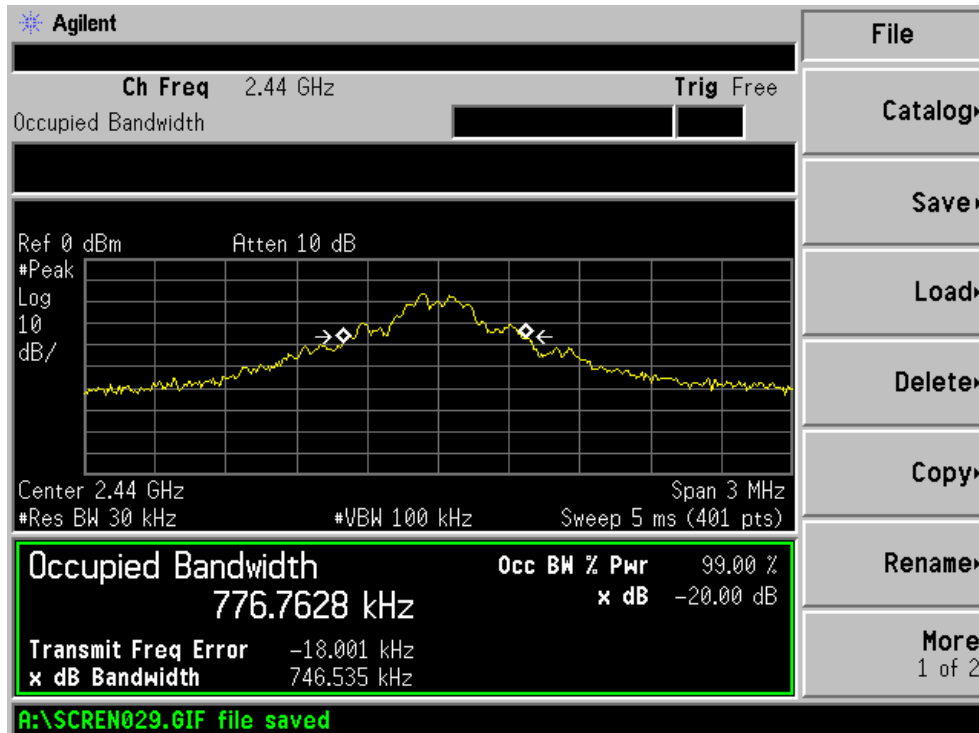 Agilent
File
Ch Freq 2.44 GHz Trig Free
Occupied Bandwidth
Catalog
Save
Ref 0 dBm Atten 10 dB
#Peak
Log
10
dB/
Load
Delete
Copy
Center 2.44 GHz Span 3 MHz
#Res BW 30 kHz #VBW 100 kHz Sweep 5 ms (401 pts)
Occupied Bandwidth Occ BW % Pwr 99.00 %
776.7628 kHz x dB -20.00 dB
Rename
Transmit Freq Error -18.001 kHz
x dB Bandwidth 746.535 kHz
More
1 of 2
A:\SCREN029.GIF file saved